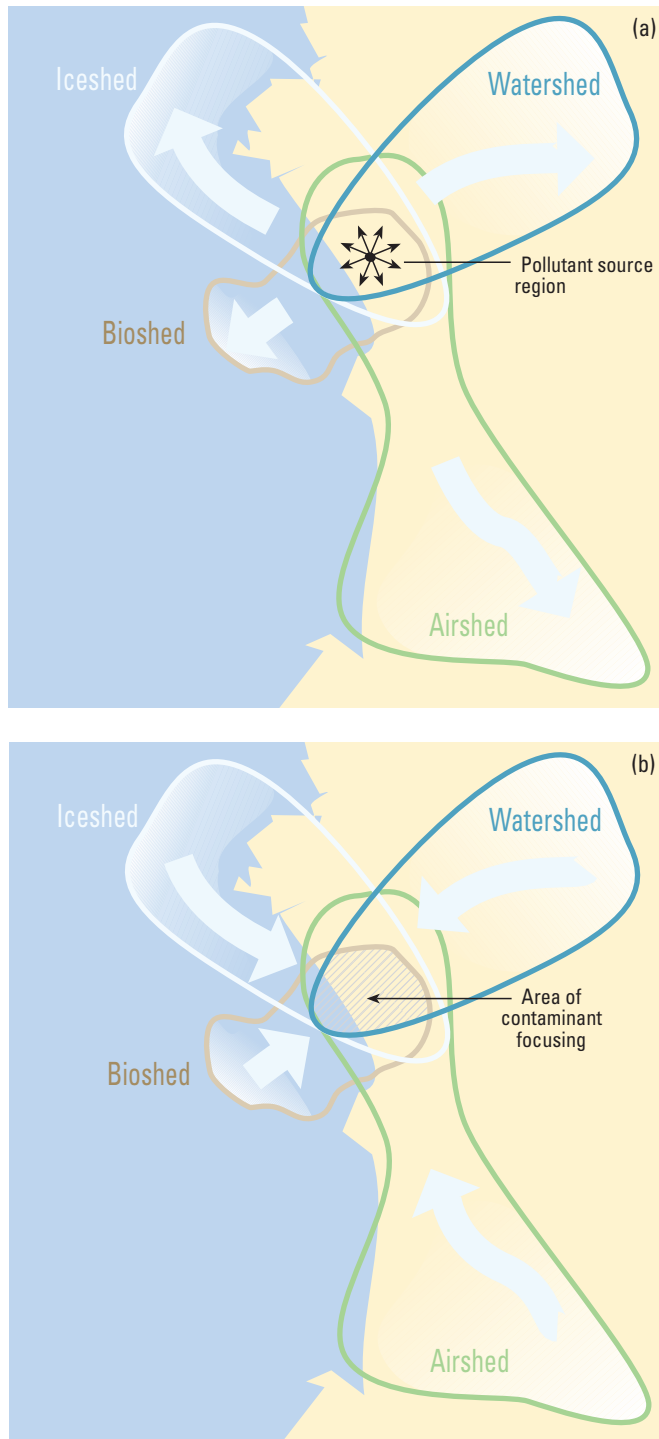 (a)
Iceshed
Watershed
Pollutant source
region
Bioshed
Airshed
(b)
Iceshed
Watershed
Area of
contaminant
focusing
Bioshed
Airshed